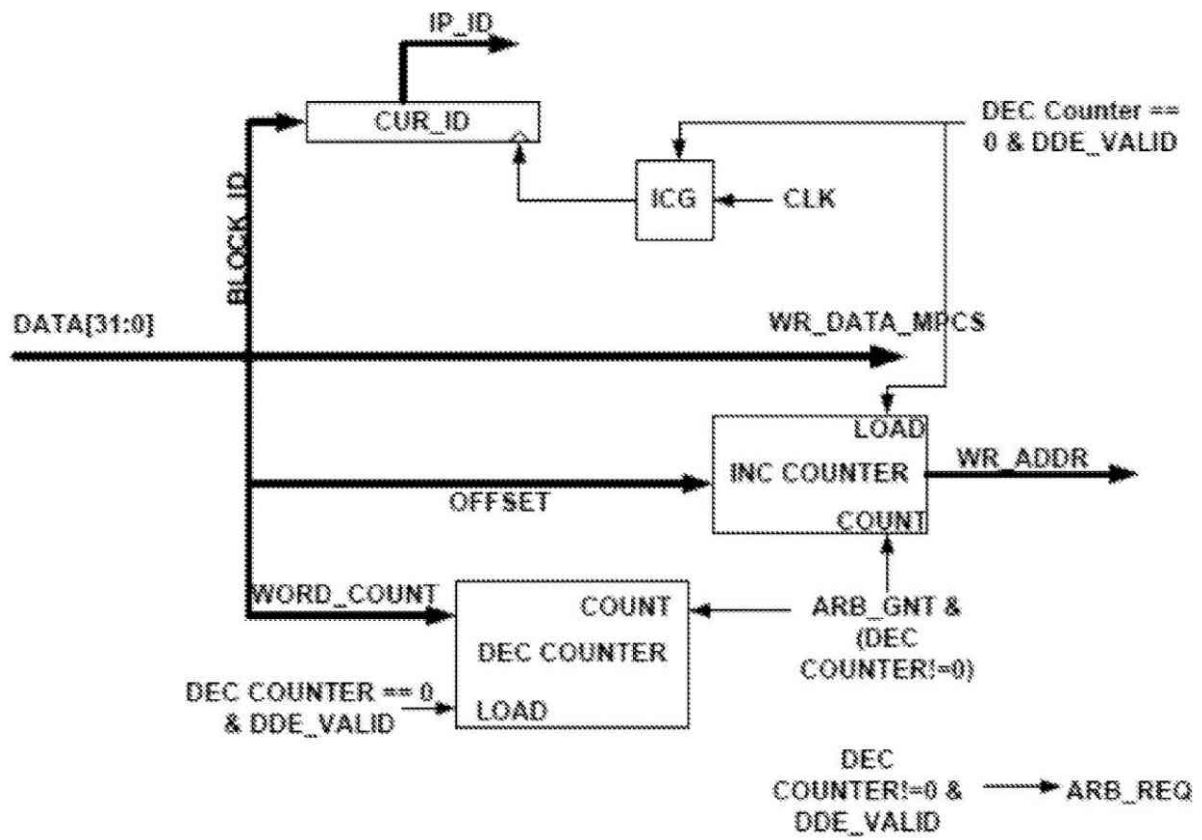 IP_ID
CUR_ID
DEC Counter ==
0 & DDE_VALID
ICG
CLK
BLOCK_ID
DATA[31:0]
WR_DATA_MPCS
LOAD
INC COUNTER
WR_ADDR
OFFSET
COUNT
WORD_COUNT
COUNT
ARB_GNT &
(DEC
COUNTER!=0)
DEC COUNTER
DEC COUNTER == 0
& DDE_VALID
LOAD
DEC
COUNTER!=0 &
DDE_VALID
ARB_REQ